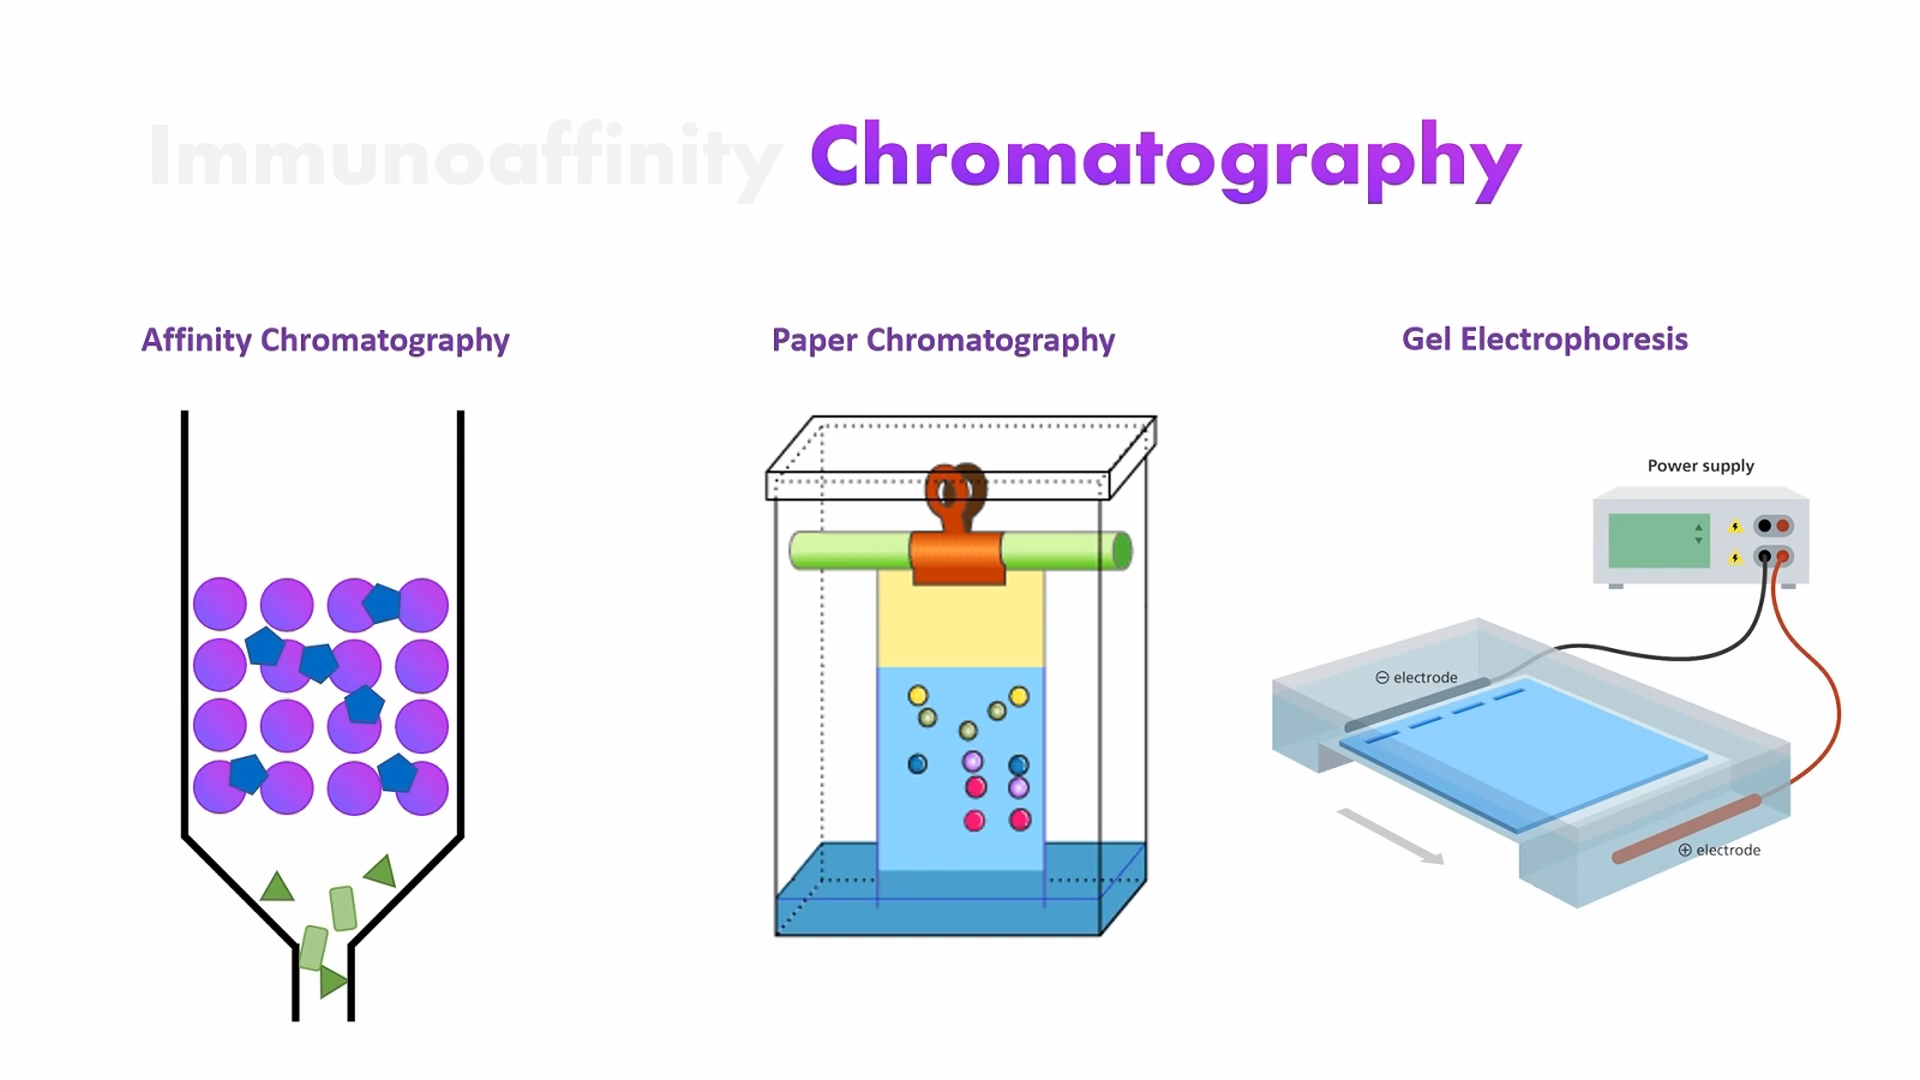 Immunoaffinity Chromatography
Affinity Chromatography
Paper Chromatography
Gel Electrophoresis
Power supply
⊖ electrode
⊕ electrode